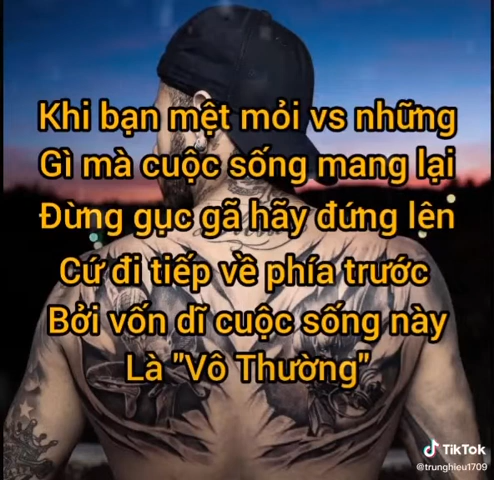 Khi bạn mệt mỏi vs những
Gì mà cuộc sống mang lại
Đừng gục gã hãy đứng lên
Cứ đi tiếp về phía trước
Bởi vốn dĩ cuộc sống này
Là "Vô Thường"
TikTok
@trunghieu1709